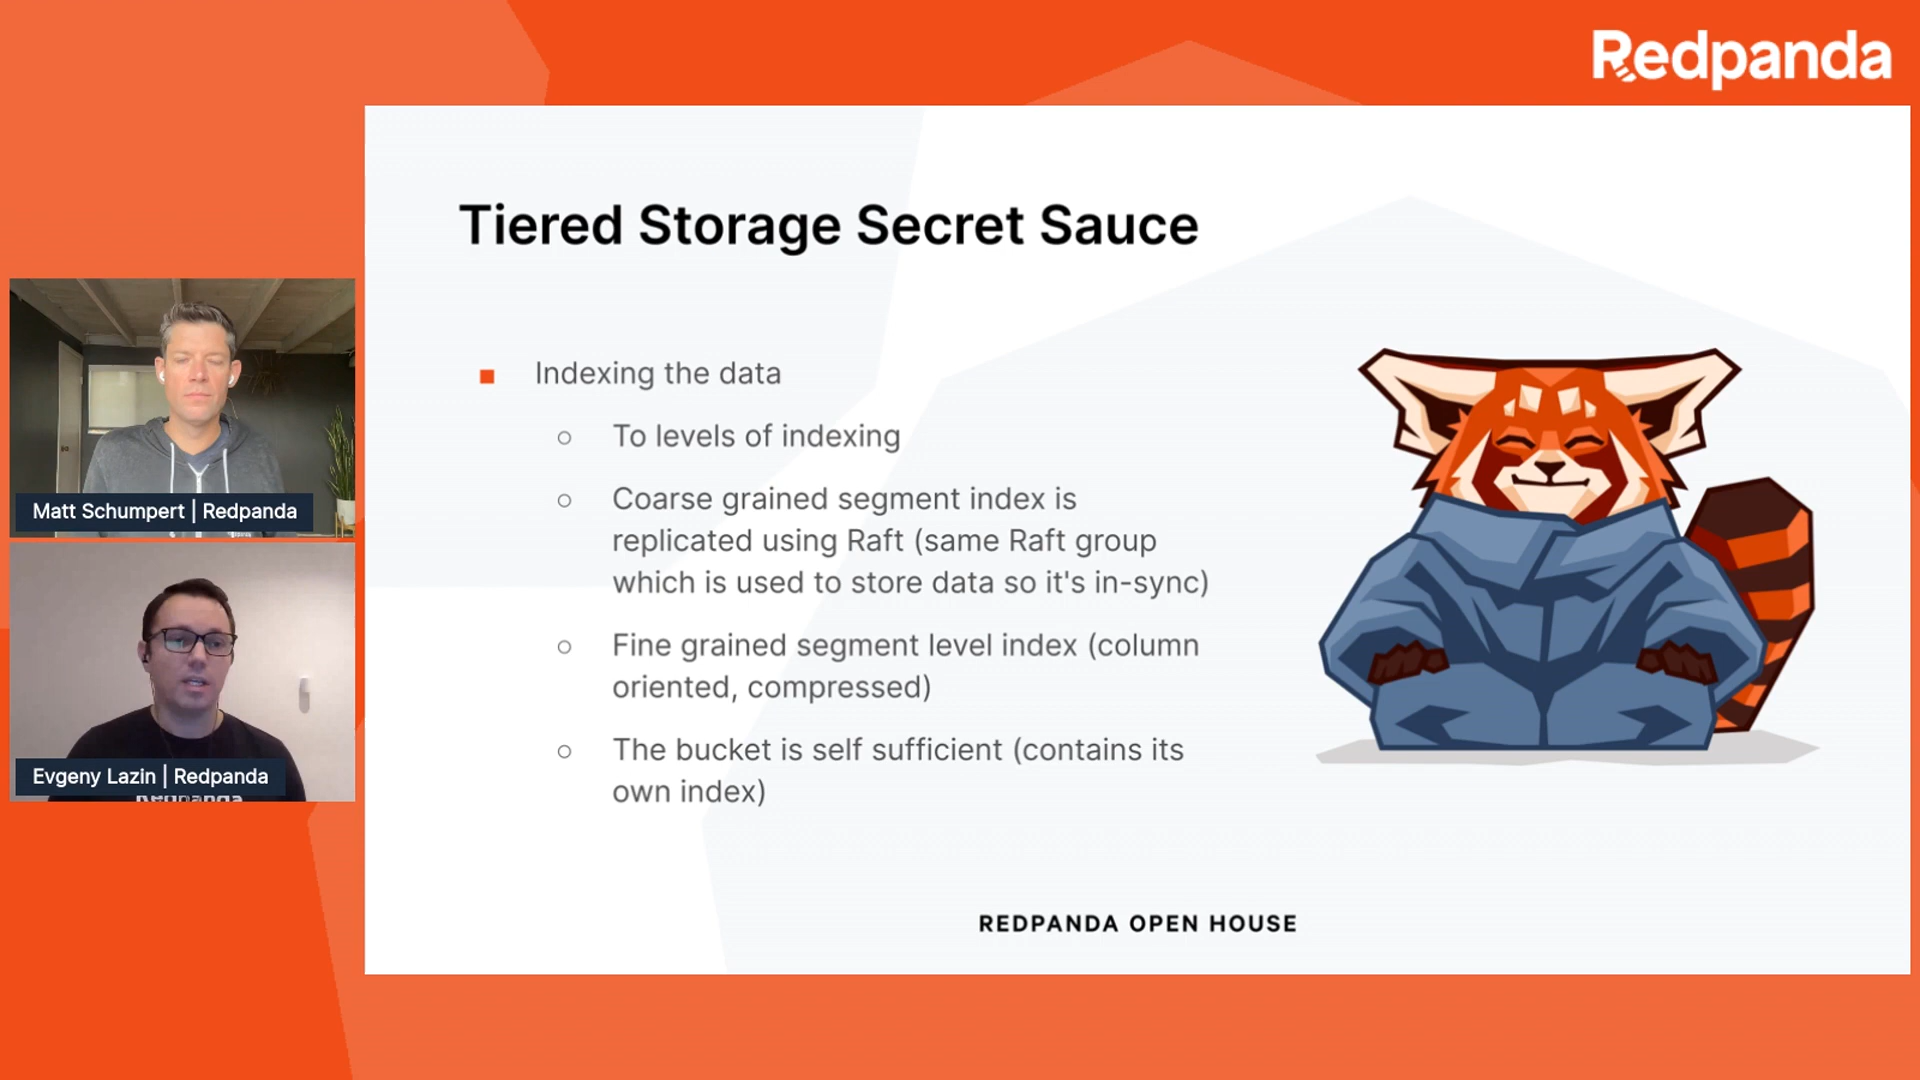 Redpanda
Tiered Storage Secret Sauce
Indexing the data
To levels of indexing
Coarse grained segment index is
replicated using Raft (same Raft group
which is used to store data so it's in-sync)
Fine grained segment level index (column
oriented, compressed)
The bucket is self sufficient (contains its
own index)
REDPANDA OPEN HOUSE
Matt Schumpert | Redpanda
Evgeny Lazin | Redpanda
Redpanda